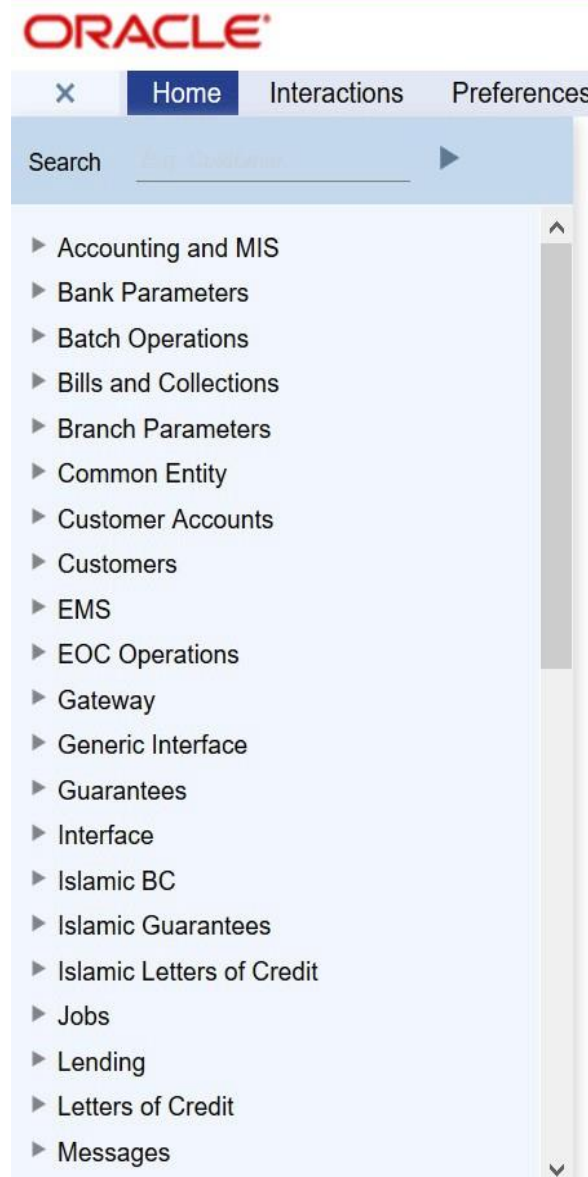 ORACLE
× Home Interactions Preferences
Search
Accounting and MIS
Bank Parameters
Batch Operations
Bills and Collections
Branch Parameters
Common Entity
Customer Accounts
Customers
EMS
EOC Operations
Gateway
Generic Interface
Guarantees
Interface
Islamic BC
Islamic Guarantees
Islamic Letters of Credit
Jobs
Lending
Letters of Credit
Messages